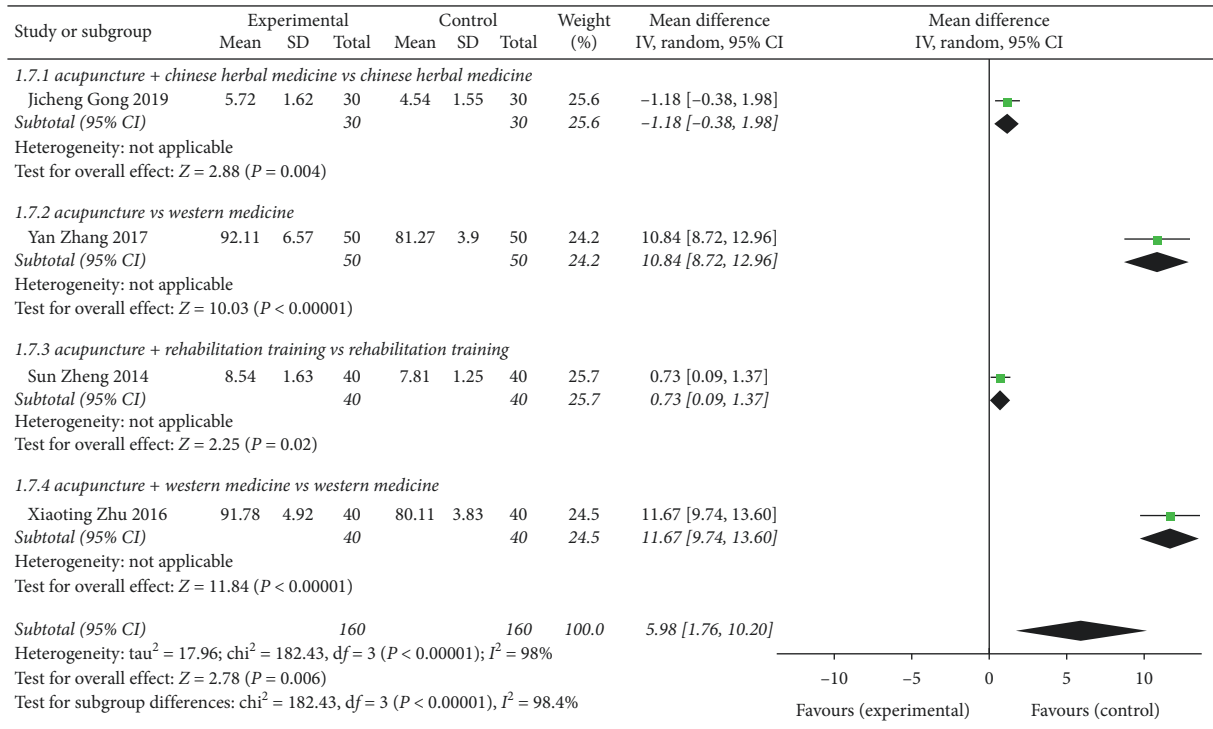 Study or subgroup Experimental Control Weight Mean difference Mean difference
Mean SD Total Mean SD Total (%) IV, random, 95% CI IV, random, 95% CI
1.7.1 acupuncture + chinese herbal medicine vs chinese herbal medicine
Jicheng Gong 2019 5.72 1.62 30 4.54 1.55 30 25.6 –1.18 [–0.38, 1.98]
Subtotal (95% CI) 30 30 25.6 –1.18 [–0.38, 1.98]
Heterogeneity: not applicable
Test for overall effect: Z = 2.88 (P = 0.004)
1.7.2 acupuncture vs western medicine
Yan Zhang 2017 92.11 6.57 50 81.27 3.9 50 24.2 10.84 [8.72, 12.96]
Subtotal (95% CI) 50 50 24.2 10.84 [8.72, 12.96]
Heterogeneity: not applicable
Test for overall effect: Z = 10.03 (P < 0.00001)
1.7.3 acupuncture + rehabilitation training vs rehabilitation training
Sun Zheng 2014 8.54 1.63 40 7.81 1.25 40 25.7 0.73 [0.09, 1.37]
Subtotal (95% CI) 40 40 25.7 0.73 [0.09, 1.37]
Heterogeneity: not applicable
Test for overall effect: Z = 2.25 (P = 0.02)
1.7.4 acupuncture + western medicine vs western medicine
Xiaoting Zhu 2016 91.78 4.92 40 80.11 3.83 40 24.5 11.67 [9.74, 13.60]
Subtotal (95% CI) 40 40 24.5 11.67 [9.74, 13.60]
Heterogeneity: not applicable
Test for overall effect: Z = 11.84 (P < 0.00001)
Subtotal (95% CI) 160 160 100.0 5.98 [1.76, 10.20]
Heterogeneity: tau² = 17.96; chi² = 182.43, df = 3 (P < 0.00001); I² = 98%
Test for overall effect: Z = 2.78 (P = 0.006)
Test for subgroup differences: chi² = 182.43, df = 3 (P < 0.00001), I² = 98.4%
–10 –5 0 5 10
Favours (experimental) Favours (control)